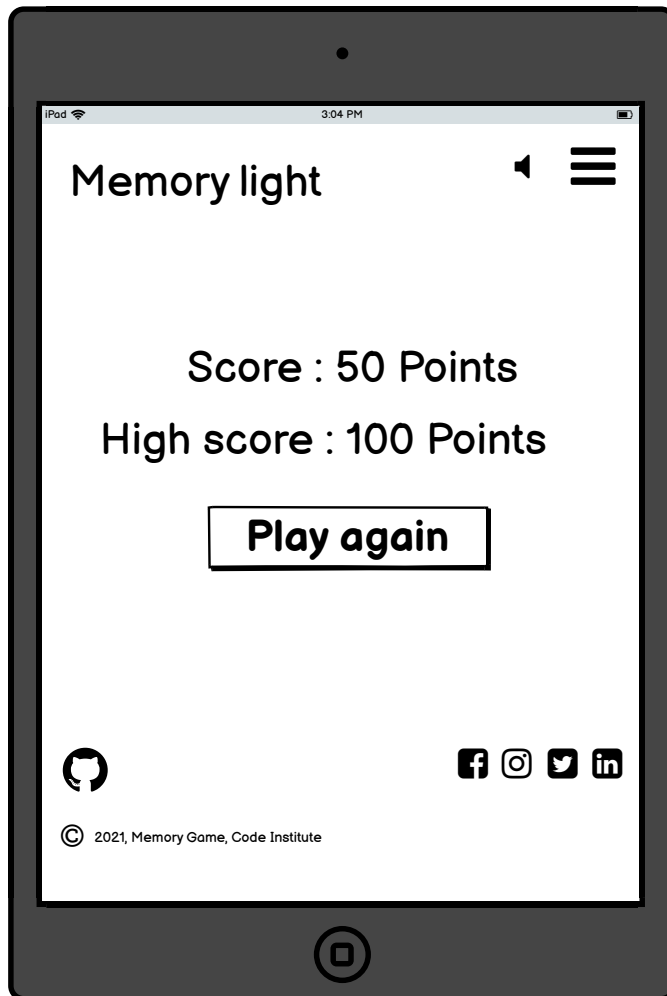 iPad 3:04 PM
Memory light
Score : 50 Points
High score : 100 Points
Play again
© 2021, Memory Game, Code Institute